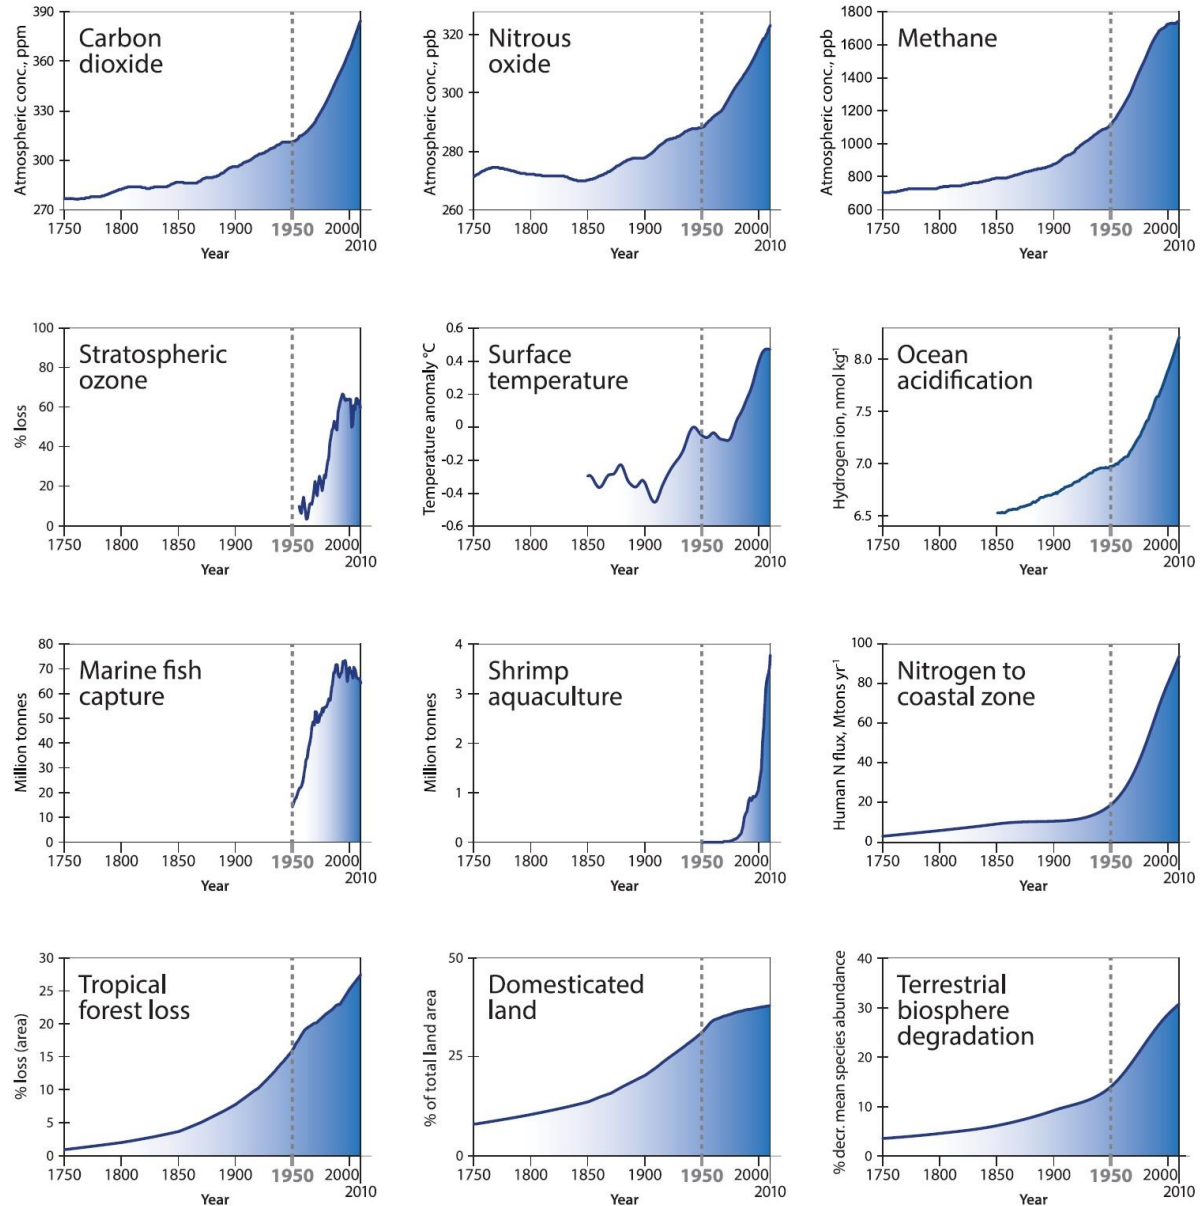 Carbon
dioxide
Atmospheric conc., ppm
390
360
330
300
270
1750 1800 1850 1900 1950 2000
2010
Year
Nitrous
oxide
Atmospheric conc., ppb
320
300
280
260
1750 1800 1850 1900 1950 2000
2010
Year
Methane
Atmospheric conc., ppb
1800
1600
1400
1200
1000
800
600
1750 1800 1850 1900 1950 2000
2010
Year
Stratospheric
ozone
% loss
100
80
60
40
20
0
1750 1800 1850 1900 1950 2000
2010
Year
Surface
temperature
Temperature anomaly °C
0.6
0.4
0.2
0
-0.2
-0.4
-0.6
1750 1800 1850 1900 1950 2000
2010
Year
Ocean
acidification
Hydrogen ion, nmol kg⁻¹
8.0
7.5
7.0
6.5
1750 1800 1850 1900 1950 2000
2010
Year
Marine fish
capture
Million tonnes
80
70
60
50
40
30
20
10
0
1750 1800 1850 1900 1950 2000
2010
Year
Shrimp
aquaculture
Million tonnes
4
3
2
1
0
1750 1800 1850 1900 1950 2000
2010
Year
Nitrogen to
coastal zone
Human N flux, Mtons yr⁻¹
100
80
60
40
20
0
1750 1800 1850 1900 1950 2000
2010
Year
Tropical
forest loss
% loss (area)
30
25
20
15
10
5
0
1750 1800 1850 1900 1950 2000
2010
Year
Domesticated
land
% of total land area
50
25
0
1750 1800 1850 1900 1950 2000
2010
Year
Terrestrial
biosphere
degradation
% decr. mean species abundance
40
30
20
10
0
1750 1800 1850 1900 1950 2000
2010
Year